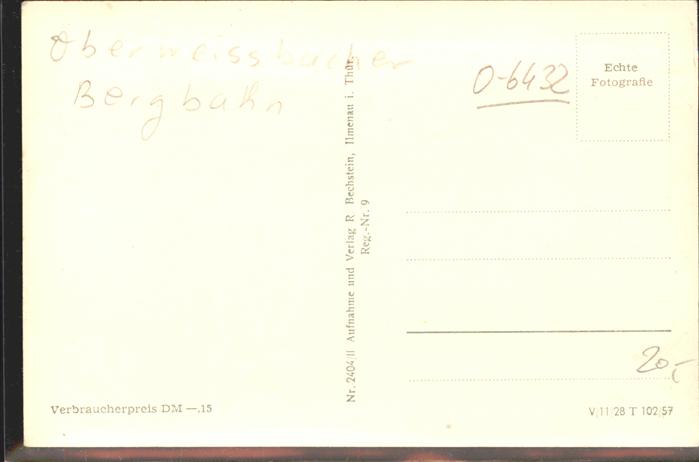 Oberweissbacher
Bergbahn
O-6432
Echte
Fotografie
Nr. 2404/II Aufnahme und Verlag R. Bechstein, Ilmenau i. Thür.
Reg.-Nr. 9
20,-
Verbraucherpreis DM —.15
V/11/28 T 102/57